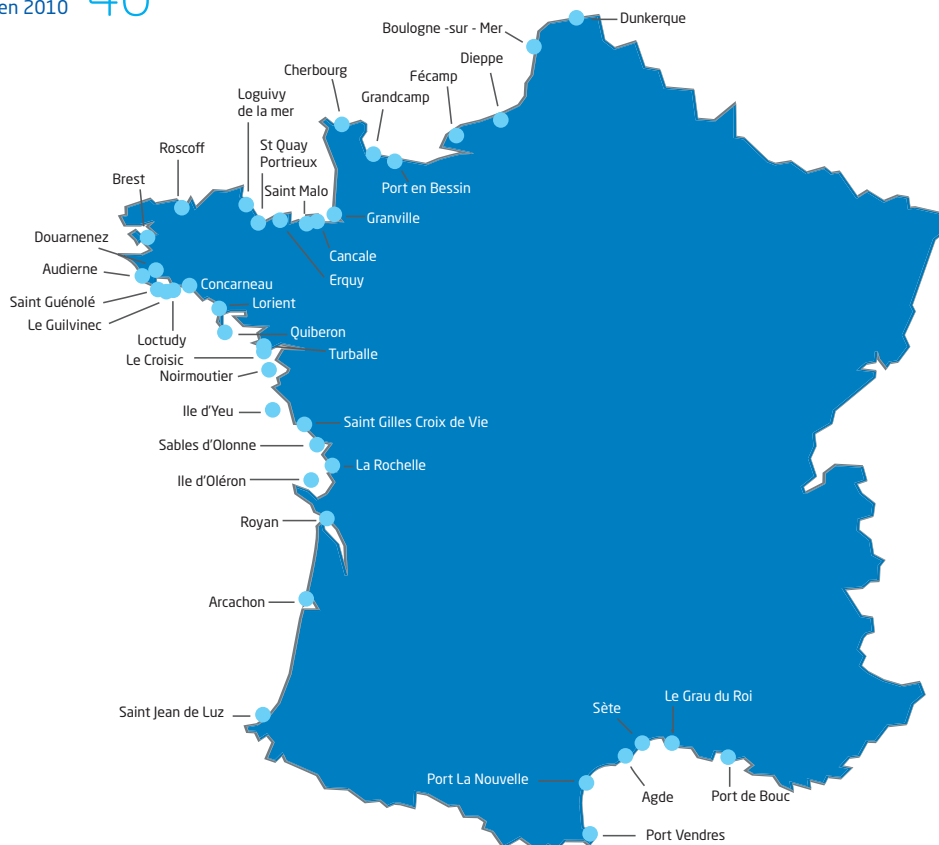 en 2010 40
Dunkerque
Boulogne -sur - Mer
Dieppe
Fécamp
Cherbourg
Grandcamp
Loguivy
de la mer
St Quay
Portrieux
Roscoff
Saint Malo
Port en Bessin
Brest
Granville
Douarnenez
Cancale
Audierne
Erquy
Concarneau
Saint Guénolé
Lorient
Le Guilvinec
Loctudy
Quiberon
Le Croisic
Turballe
Noirmoutier
Ile d'Yeu
Saint Gilles Croix de Vie
Sables d'Olonne
La Rochelle
Ile d'Oléron
Royan
Arcachon
Saint Jean de Luz
Le Grau du Roi
Sète
Port La Nouvelle
Agde
Port de Bouc
Port Vendres